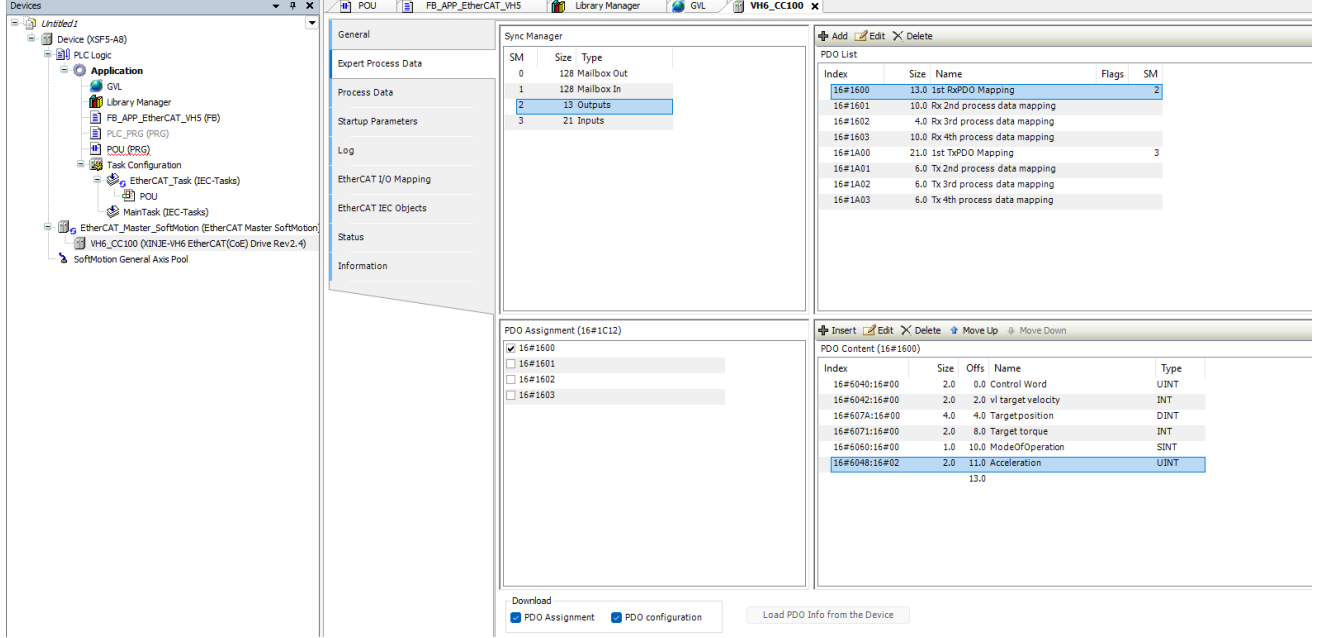 Devices
Untitled1
Device (XSF5-A8)
PLC Logic
Application
GVL
Library Manager
FB_APP_EtherCAT_VH5 (FB)
PLC_PRG (PRG)
POU (PRG)
Task Configuration
EtherCAT_Task (IEC-Tasks)
POU
MainTask (IEC-Tasks)
EtherCAT_Master_SoftMotion (EtherCAT Master SoftMotion)
VH6_CC100 (XINJE-VH6 EtherCAT(CoE) Drive Rev2.4)
SoftMotion General Axis Pool
POU FB_APP_EtherCAT_VH5 Library Manager GVL VH6_CC100
General
Expert Process Data
Process Data
Startup Parameters
Log
EtherCAT I/O Mapping
EtherCAT IEC Objects
Status
Information
Sync Manager
SM Size Type
0 128 Mailbox Out
1 128 Mailbox In
2 13 Outputs
3 21 Inputs
Add Edit Delete
PDO List
Index Size Name Flags SM
16#1600 13.0 1st RxPDO Mapping 2
16#1601 10.0 Rx 2nd process data mapping
16#1602 4.0 Rx 3rd process data mapping
16#1603 10.0 Rx 4th process data mapping
16#1A00 21.0 1st TxPDO Mapping 3
16#1A01 6.0 Tx 2nd process data mapping
16#1A02 6.0 Tx 3rd process data mapping
16#1A03 6.0 Tx 4th process data mapping
PDO Assignment (16#1C12)
16#1600
16#1601
16#1602
16#1603
Insert Edit Delete Move Up Move Down
PDO Content (16#1600)
Index Size Offs Name Type
16#6040:16#00 2.0 0.0 Control Word UINT
16#6042:16#00 2.0 2.0 vl target velocity INT
16#607A:16#00 4.0 4.0 Targetposition DINT
16#6071:16#00 2.0 8.0 Target torque INT
16#6060:16#00 1.0 10.0 ModeOfOperation SINT
16#6048:16#02 2.0 11.0 Acceleration UINT
13.0
Download
PDO Assignment PDO configuration
Load PDO Info from the Device